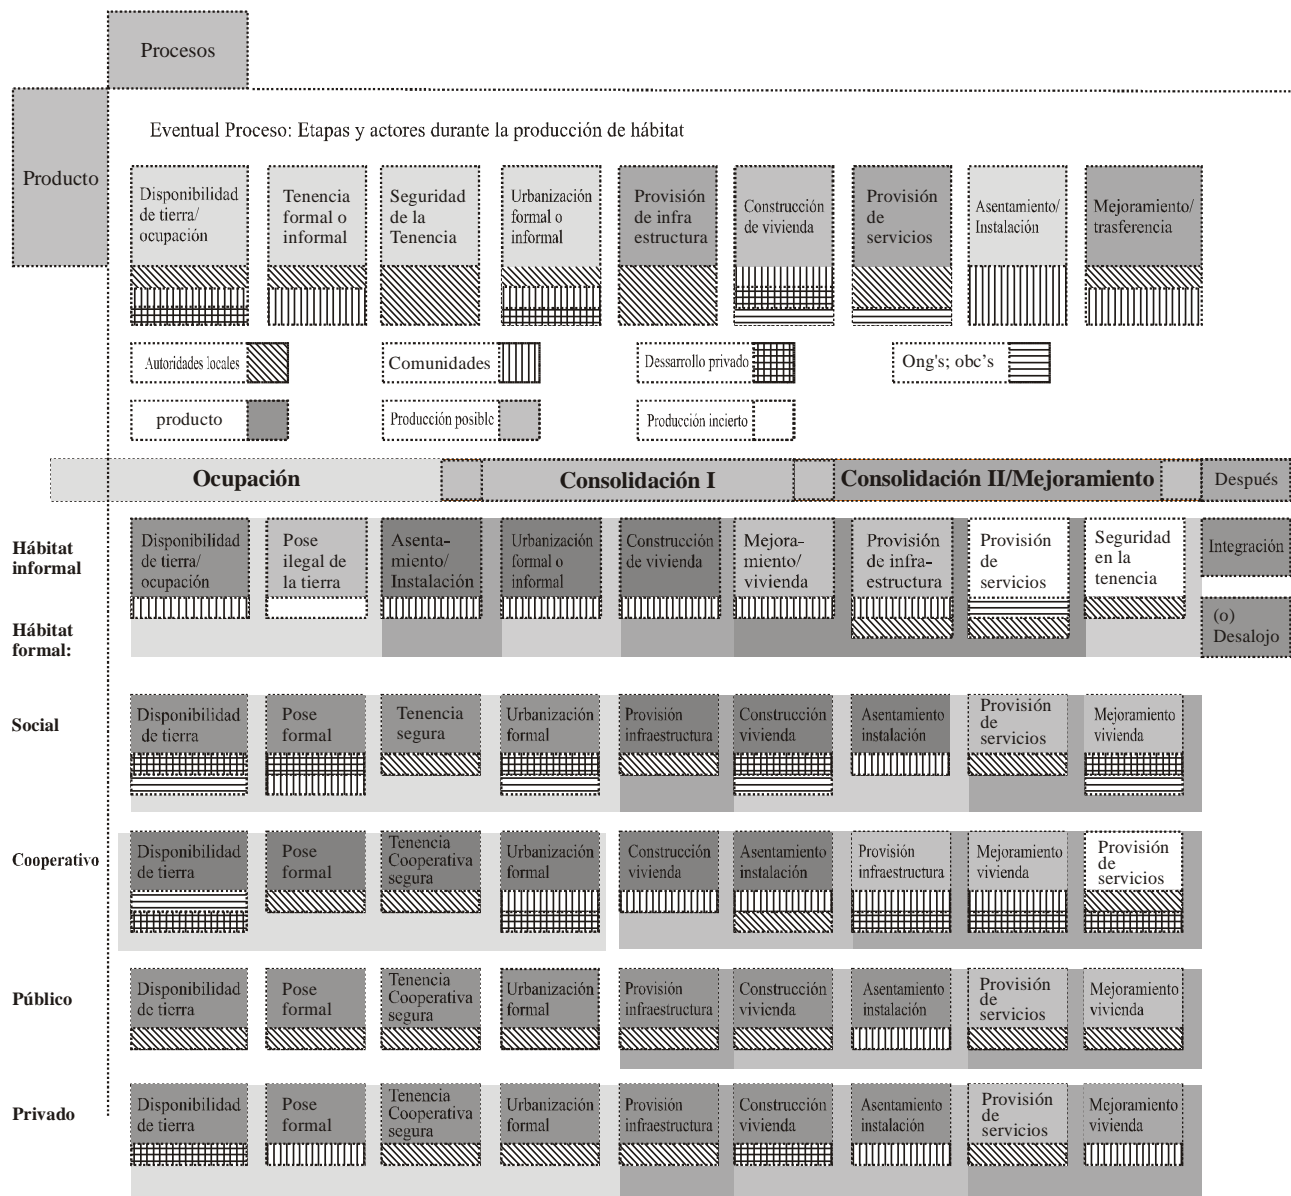 Procesos
Producto
Eventual Proceso: Etapas y actores durante la producción de hábitat
Disponibilidad
de tierra/
ocupación
Tenencia
formal o
informal
Seguridad
de la
Tenencia
Urbanización
formal o
informal
Provisión
de infra
estructura
Construcción
de vivienda
Provisión
de
servicios
Asentamiento/
Instalación
Mejoramiento/
trasferencia
Autoridades locales
Comunidades
Dessarrollo privado
Ong's; obc's
producto
Producción posible
Producción incierto
Ocupación
Consolidación I
Consolidación II/Mejoramiento
Después
Hábitat
informal
Disponibilidad
de tierra/
ocupación
Pose
ilegal de
la tierra
Asenta-
miento/
Instalación
Urbanización
formal o
informal
Construcción
de vivienda
Mejora-
miento/
vivienda
Provisión
de infra-
estructura
Provisión
de
servicios
Seguridad
en la
tenencia
Integración
(o)
Desalojo
Hábitat
formal:
Social
Disponibilidad
de tierra
Pose
formal
Tenencia
segura
Urbanización
formal
Provisión
infraestructura
Construcción
vivienda
Asentamiento
instalación
Provisión
de
servicios
Mejoramiento
vivienda
Cooperativo
Disponibilidad
de tierra
Pose
formal
Tenencia
Cooperativa
segura
Urbanización
formal
Construcción
vivienda
Asentamiento
instalación
Provisión
infraestructura
Mejoramiento
vivienda
Provisión
de
servicios
Público
Disponibilidad
de tierra
Pose
formal
Tenencia
Cooperativa
segura
Urbanización
formal
Provisión
infraestructura
Construcción
vivienda
Asentamiento
instalación
Provisión
de
servicios
Mejoramiento
vivienda
Privado
Disponibilidad
de tierra
Pose
formal
Tenencia
Cooperativa
segura
Urbanización
formal
Provisión
infraestructura
Construcción
vivienda
Asentamiento
instalación
Provisión
de
servicios
Mejoramiento
vivienda